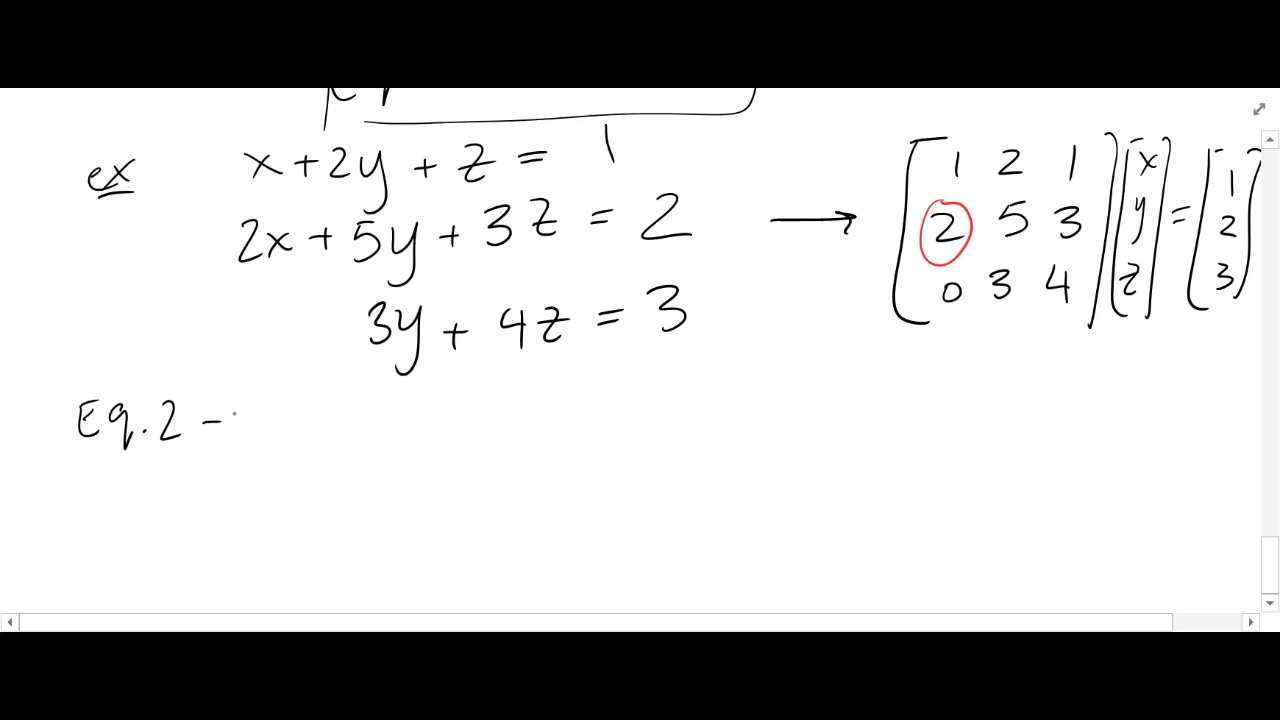 ex x + 2y + z = 1
2x + 5y + 3z = 2
3y + 4z = 3
→ [1 2 1
2 5 3
0 3 4] [x
y
z] = [1
2
3]
Eq. 2 -